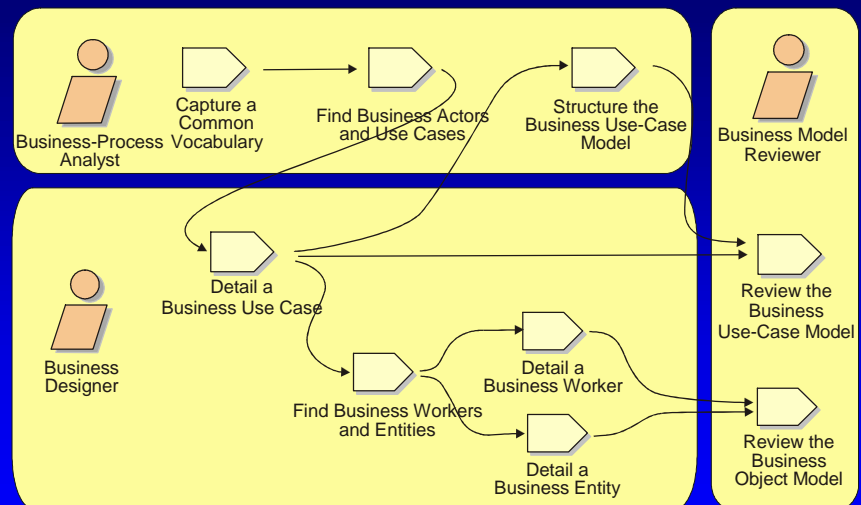 Business-Process
Analyst
Capture a
Common
Vocabulary
Find Business Actors
and Use Cases
Structure the
Business Use-Case
Model
Business Model
Reviewer
Detail a
Business Use Case
Review the
Business
Use-Case Model
Business
Designer
Find Business Workers
and Entities
Detail a
Business Worker
Detail a
Business Entity
Review the
Business
Object Model